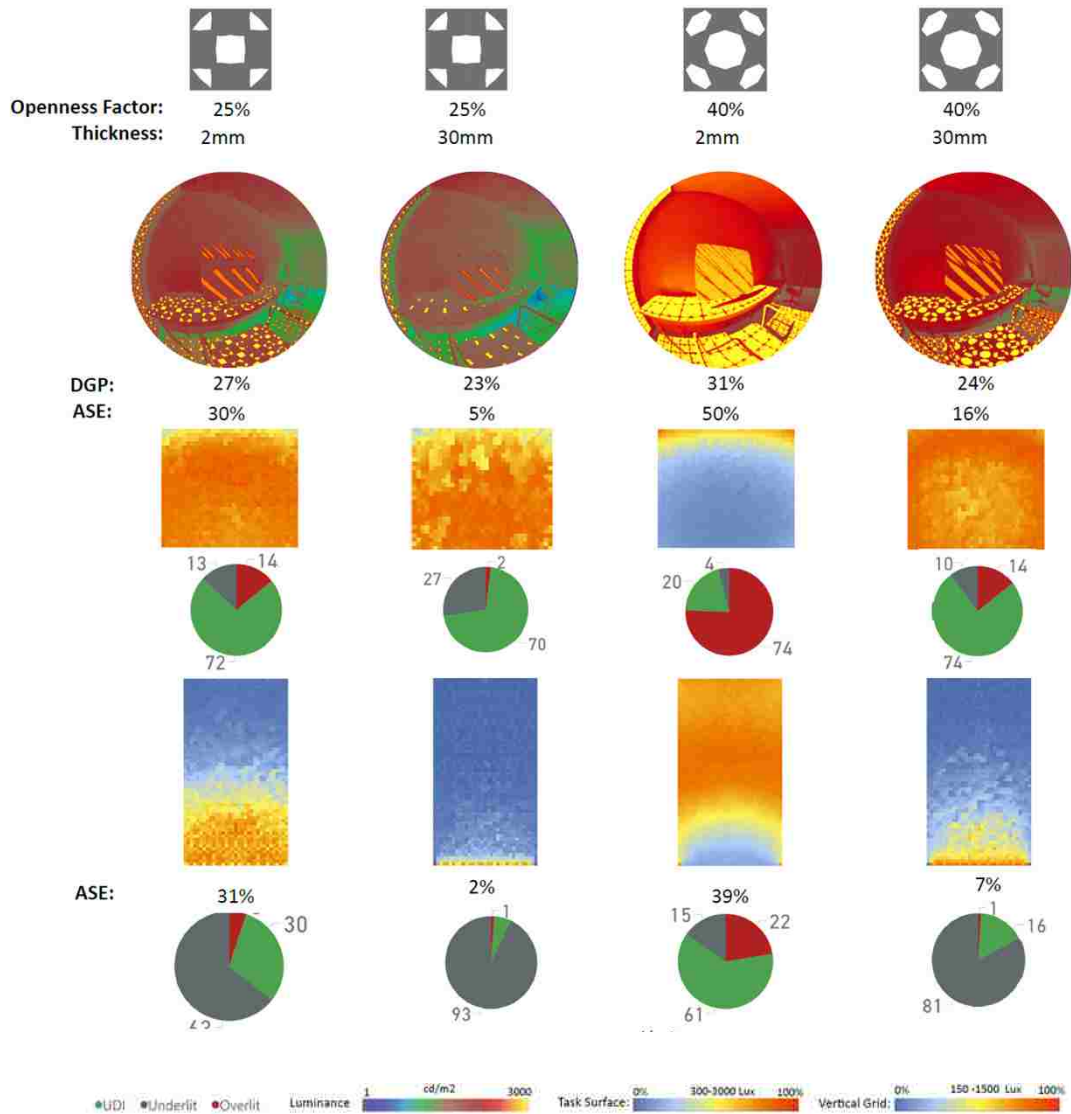 Openness Factor: 25% 25% 40% 40%
Thickness: 2mm 30mm 2mm 30mm
DGP: 27% 23% 31% 24%
ASE: 30% 5% 50% 16%
13 14 27 2 4 20 10 14
72 70 74 74
ASE: 31% 2% 39% 7%
30 1 15 22 1 16
63 93 61 81
UDI Underlit Overlit Luminance 1 cd/m2 3000 Task Surface: 0% 300-3000 Lux 100% Vertical Grid: 0% 150 -1500 Lux 100%